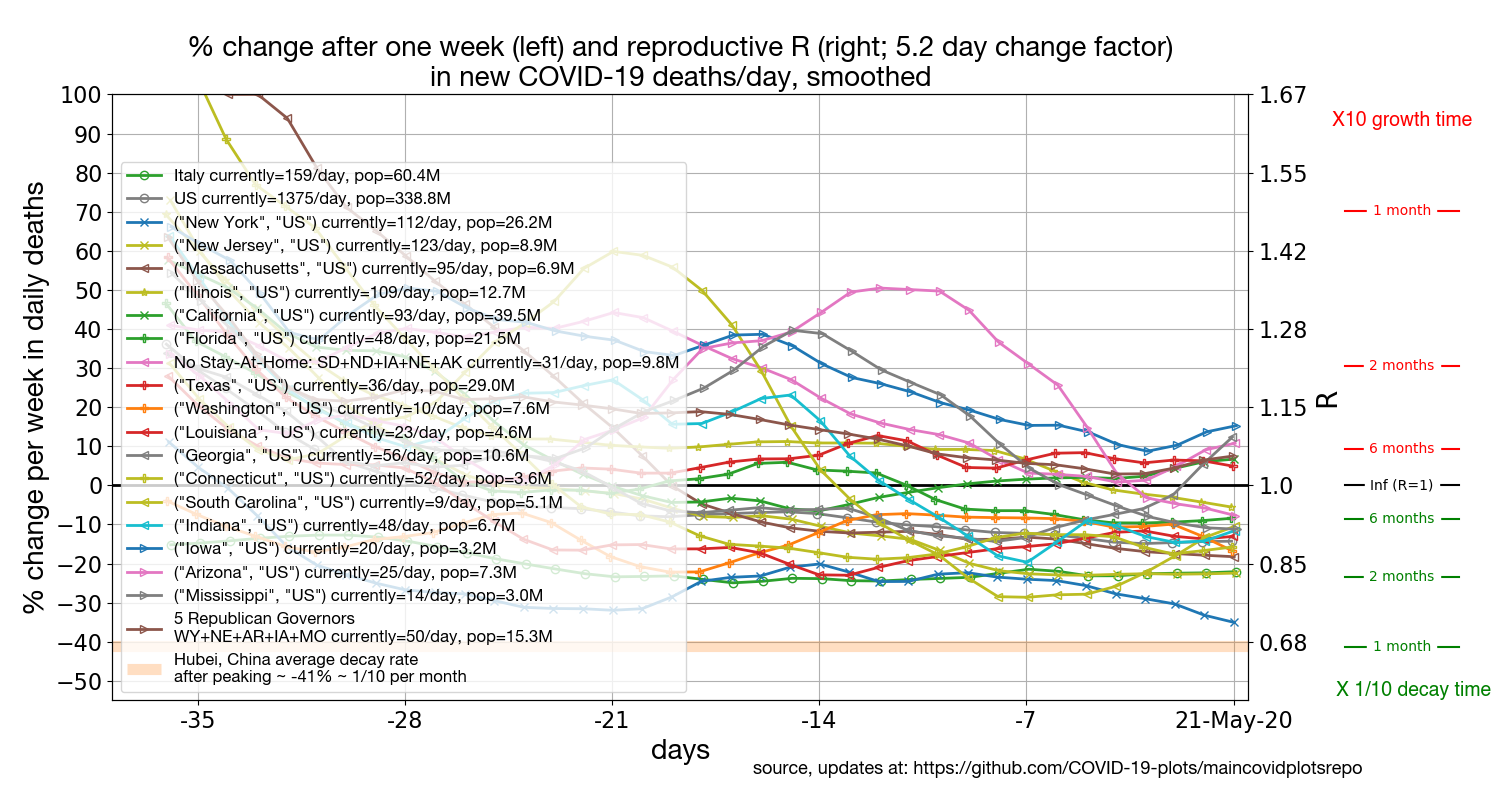 % change after one week (left) and reproductive R (right; 5.2 day change factor)
in new COVID-19 deaths/day, smoothed
% change per week in daily deaths
100
90
80
70
60
50
40
30
20
10
0
−10
−20
−30
−40
−50
Italy currently=159/day, pop=60.4M
US currently=1375/day, pop=338.8M
("New York", "US") currently=112/day, pop=26.2M
("New Jersey", "US") currently=123/day, pop=8.9M
("Massachusetts", "US") currently=95/day, pop=6.9M
("Illinois", "US") currently=109/day, pop=12.7M
("California", "US") currently=93/day, pop=39.5M
("Florida", "US") currently=48/day, pop=21.5M
No Stay-At-Home: SD+ND+IA+NE+AK currently=31/day, pop=9.8M
("Texas", "US") currently=36/day, pop=29.0M
("Washington", "US") currently=10/day, pop=7.6M
("Louisiana", "US") currently=23/day, pop=4.6M
("Georgia", "US") currently=56/day, pop=10.6M
("Connecticut", "US") currently=52/day, pop=3.6M
("South Carolina", "US") currently=9/day, pop=5.1M
("Indiana", "US") currently=48/day, pop=6.7M
("Iowa", "US") currently=20/day, pop=3.2M
("Arizona", "US") currently=25/day, pop=7.3M
("Mississippi", "US") currently=14/day, pop=3.0M
5 Republican Governors
WY+NE+AR+IA+MO currently=50/day, pop=15.3M
Hubei, China average decay rate
after peaking ~ -41% ~ 1/10 per month
-35
-28
-21
-14
-7
21-May-20
days
1.67
1.55
1.42
1.28
1.15
1.0
0.85
0.68
R
X10 growth time
1 month
2 months
6 months
Inf (R=1)
6 months
2 months
1 month
X 1/10 decay time
source, updates at: https://github.com/COVID-19-plots/maincovidplotsrepo